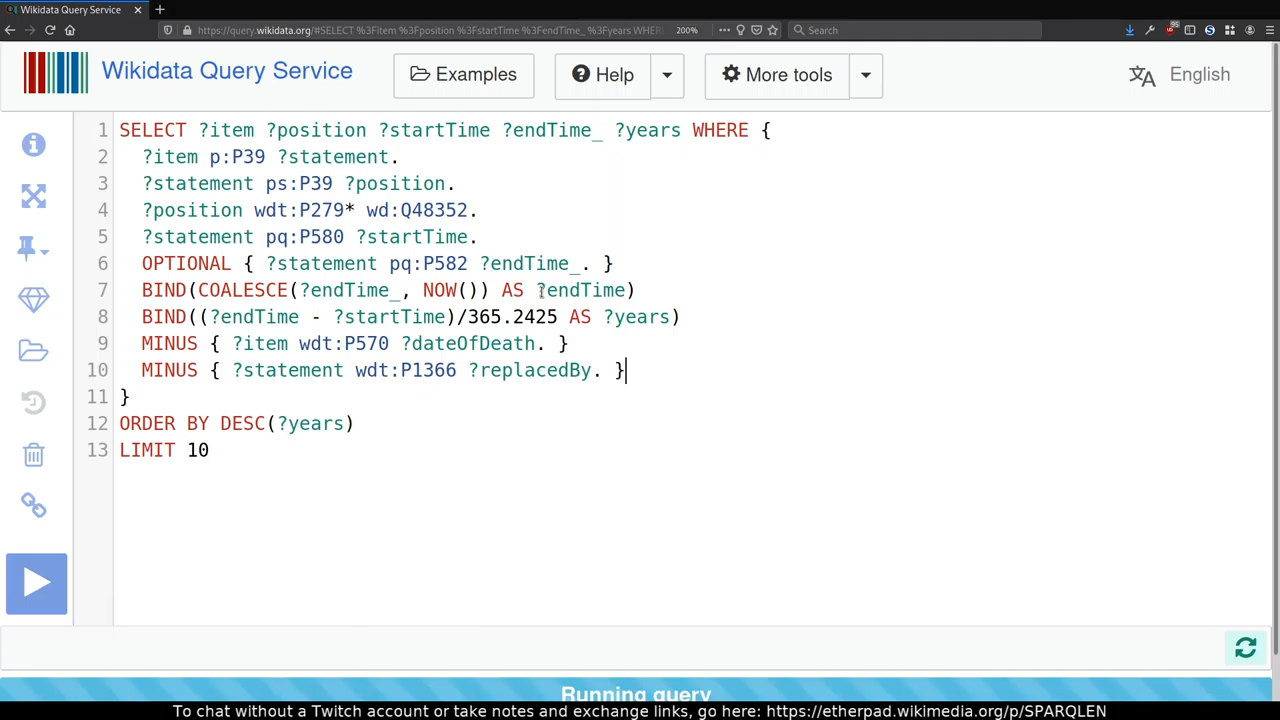 Wikidata Query Service
https://query.wikidata.org/#SELECT %3Fitem %3Fposition %3FstartTime %3FendTime_ %3Fyears WHER
200%
Search
Wikidata Query Service
Examples
Help
More tools
English
1 SELECT ?item ?position ?startTime ?endTime_ ?years WHERE {
2 ?item p:P39 ?statement.
3 ?statement ps:P39 ?position.
4 ?position wdt:P279* wd:Q48352.
5 ?statement pq:P580 ?startTime.
6 OPTIONAL { ?statement pq:P582 ?endTime_. }
7 BIND(COALESCE(?endTime_, NOW()) AS ?endTime)
8 BIND((?endTime - ?startTime)/365.2425 AS ?years)
9 MINUS { ?item wdt:P570 ?dateOfDeath. }
10 MINUS { ?statement wdt:P1366 ?replacedBy. }
11 }
12 ORDER BY DESC(?years)
13 LIMIT 10
Running query
To chat without a Twitch account or take notes and exchange links, go here: https://etherpad.wikimedia.org/p/SPARQLEN